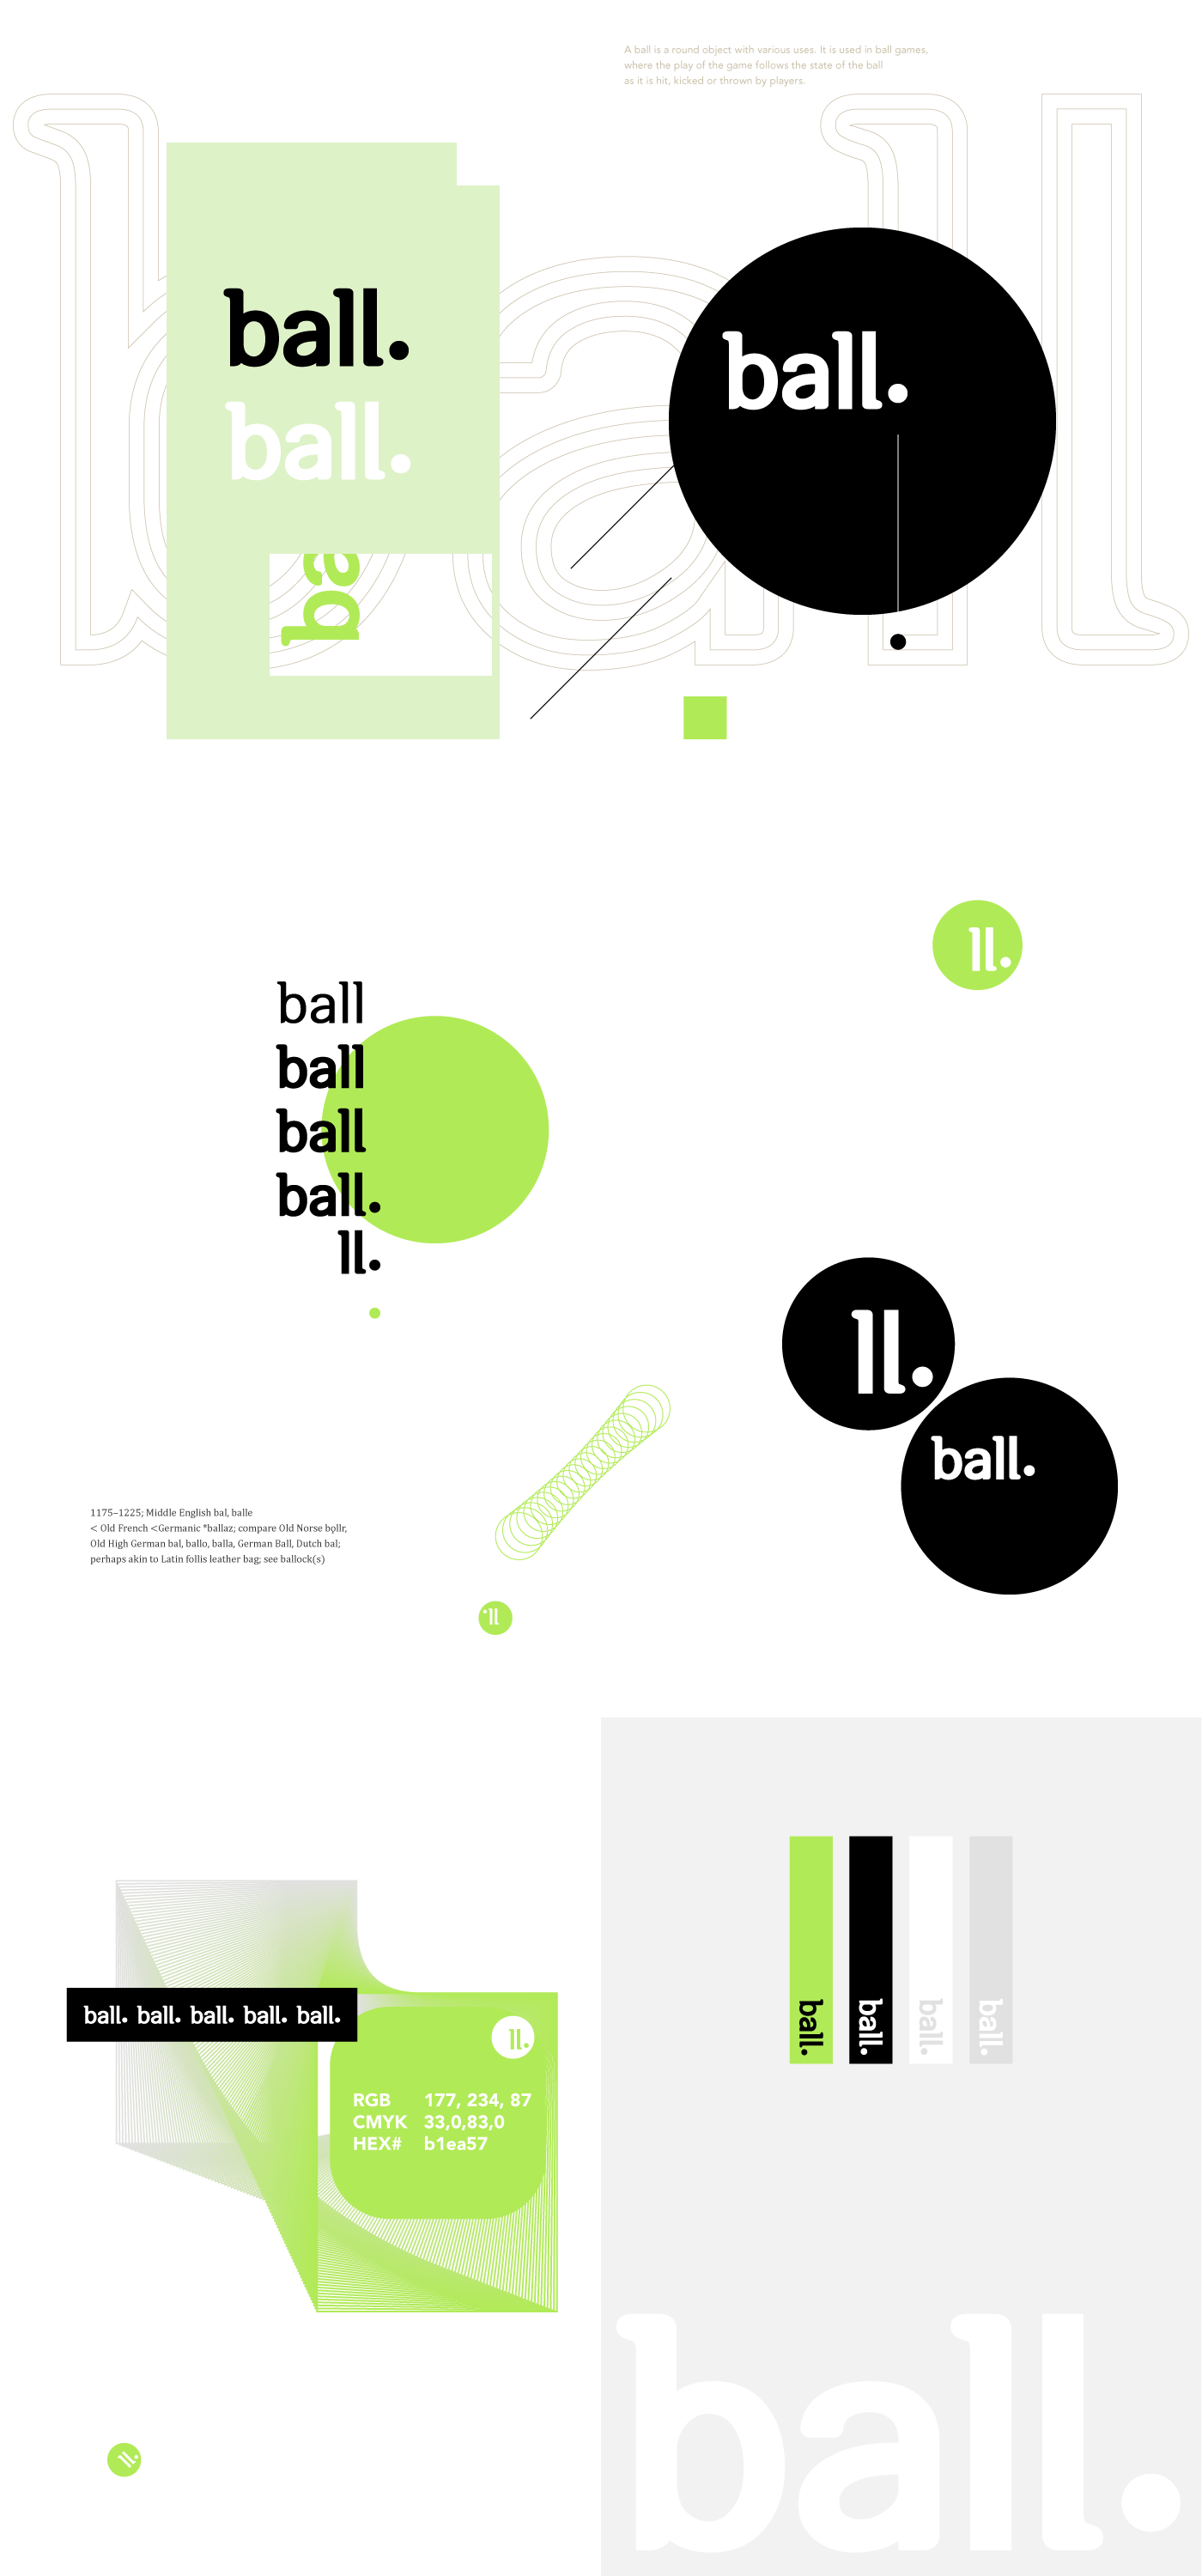 A ball is a round object with various uses. It is used in ball games,
where the play of the game follows the state of the ball
as it is hit, kicked or thrown by players.
ball
ball.
ball.
ball.
ba
ll.
ball
ball
ball
ball.
ll.
ll.
ball.
1175–1225; Middle English bal, balle
< Old French <Germanic *ballaz; compare Old Norse bǫllr,
Old High German bal, ballo, balla, German Ball, Dutch bal;
perhaps akin to Latin follis leather bag; see ballock(s)
ll
ball. ball. ball. ball. ball.
ll.
RGB 177, 234, 87
CMYK 33,0,83,0
HEX# b1ea57
ball.
ball.
ball.
ball.
ll.
ball.